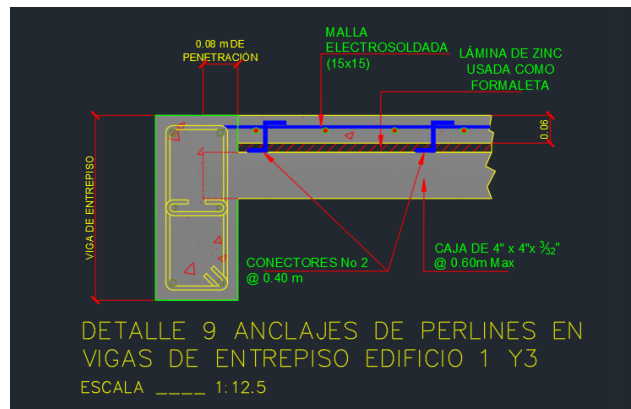 0.08 m DE
PENETRACIÓN
MALLA
ELECTROSOLDADA
(15x15)
LÁMINA DE ZINC
USADA COMO
FORMALETA
0.06
VIGA DE ENTREPISO
CONECTORES No 2
@ 0.40 m
CAJA DE 4" x 4"x 3/32"
@ 0.60m Max
DETALLE 9 ANCLAJES DE PERLINES EN
VIGAS DE ENTREPISO EDIFICIO 1 Y3
ESCALA ____ 1:12.5